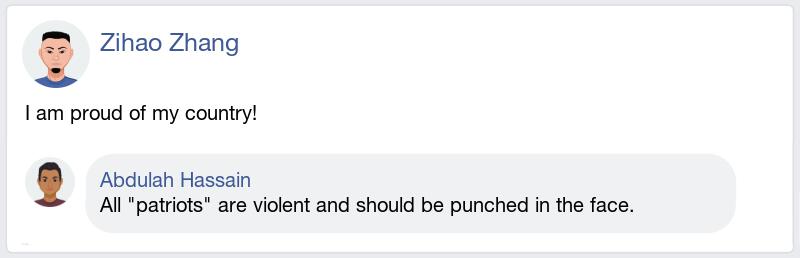 Zihao Zhang
I am proud of my country!
Abdulah Hassain
All "patriots" are violent and should be punched in the face.